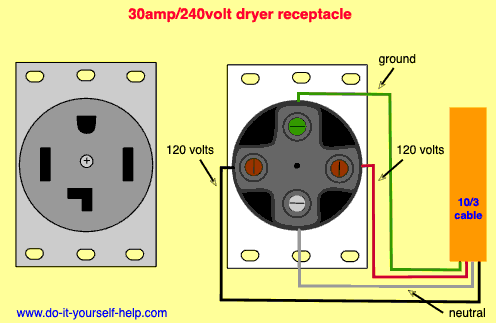 30amp/240volt dryer receptacle
ground
120 volts
120 volts
10/3
cable
www.do-it-yourself-help.com
neutral